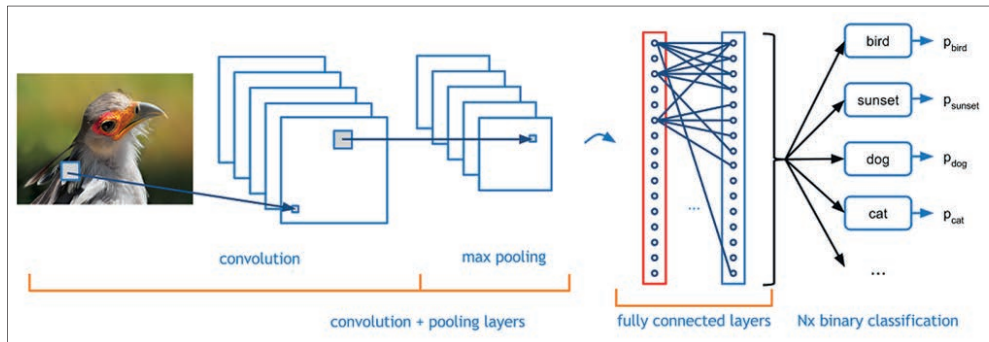 bird
p_bird
sunset
p_sunset
dog
p_dog
cat
p_cat
...
...
convolution
max pooling
convolution + pooling layers
fully connected layers
Nx binary classification